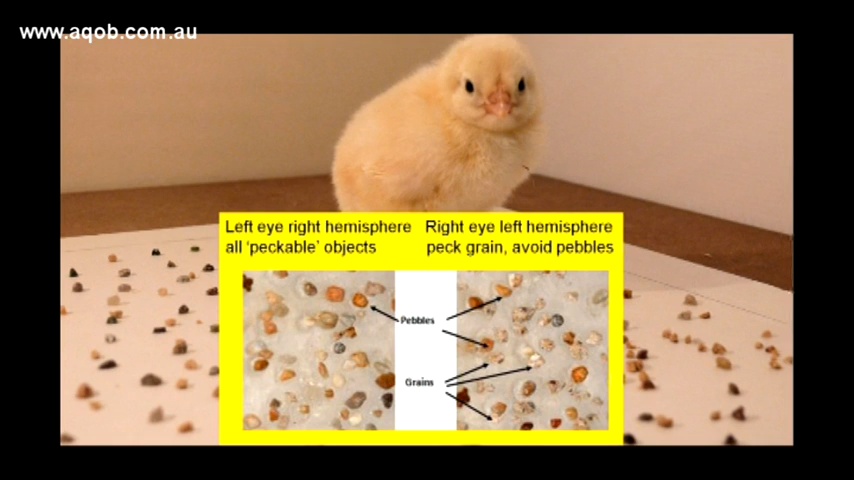 www.aqob.com.au
Left eye right hemisphere
all ‘peckable’ objects
Right eye left hemisphere
peck grain, avoid pebbles
Pebbles
Grains